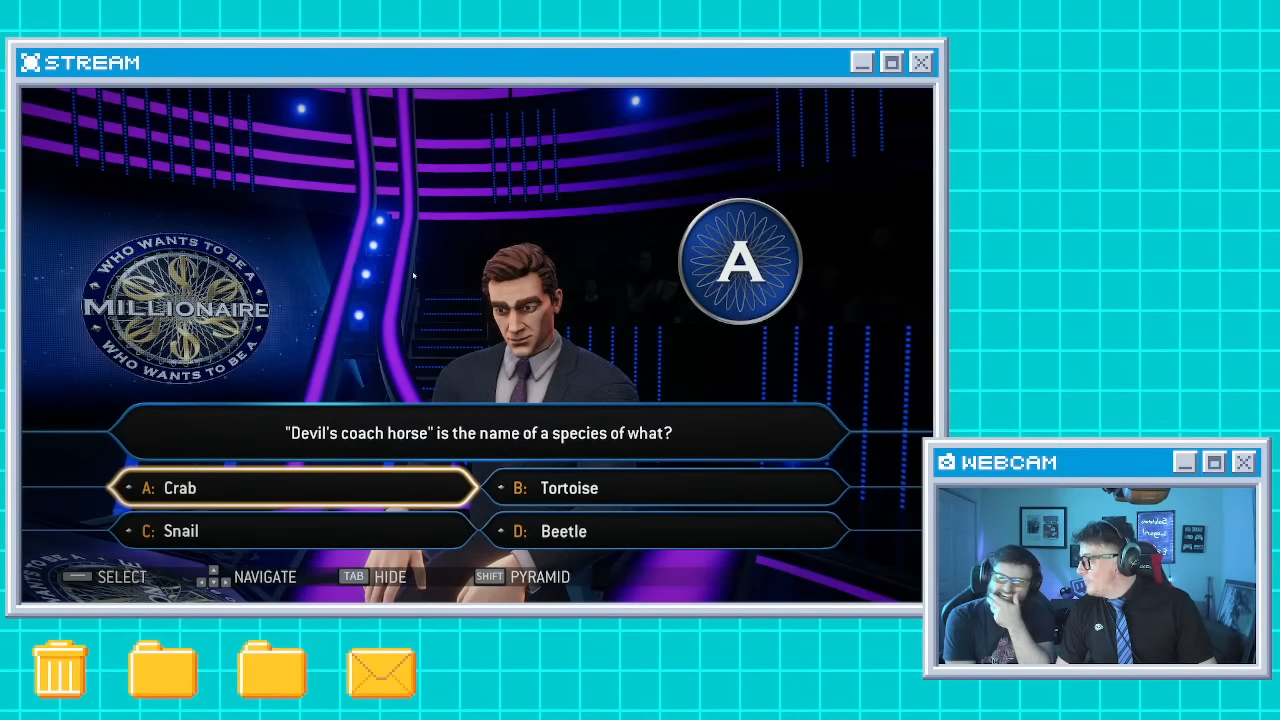 STREAM
WHO WANTS TO BE A
MILLIONAIRE
WHO WANTS TO BE A
A
"Devil's coach horse" is the name of a species of what?
A: Crab
B: Tortoise
C: Snail
D: Beetle
SELECT
NAVIGATE
TAB HIDE
SHIFT PYRAMID
WEBCAM